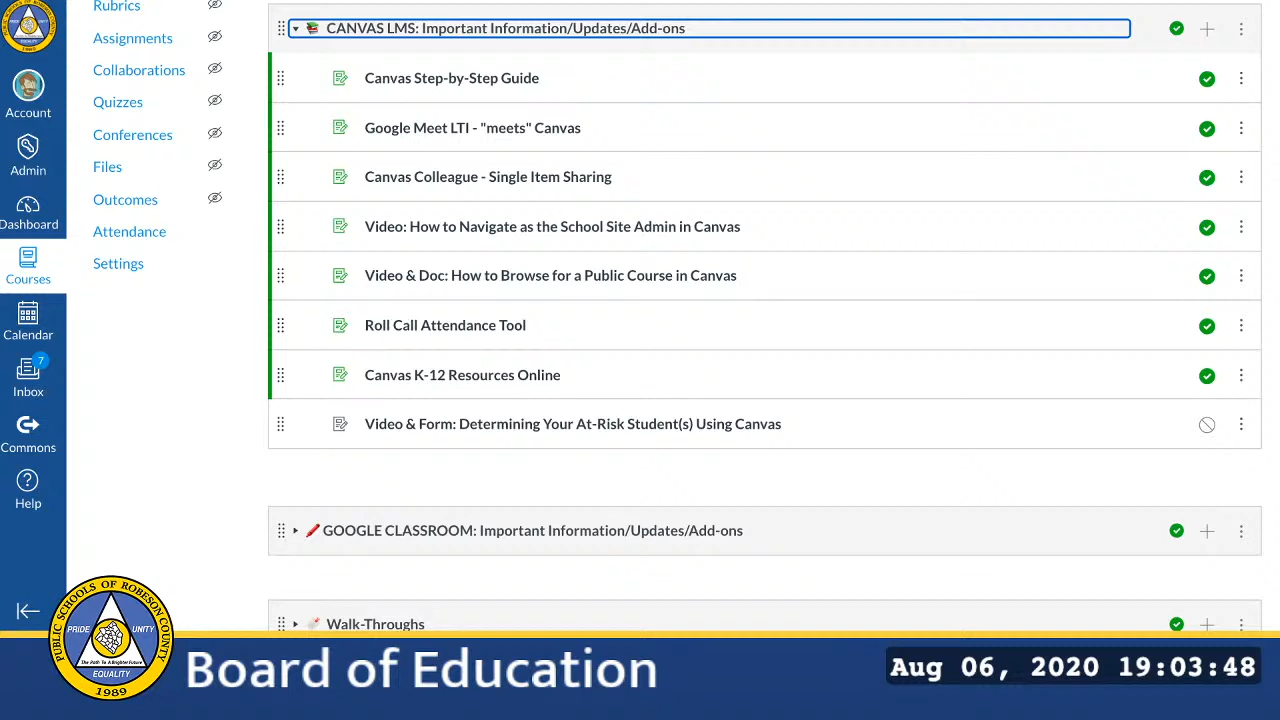 Rubrics
Assignments
Collaborations
Quizzes
Conferences
Files
Outcomes
Attendance
Settings
Account
Admin
Dashboard
Courses
Calendar
7
Inbox
Commons
Help
CANVAS LMS: Important Information/Updates/Add-ons
Canvas Step-by-Step Guide
Google Meet LTI - "meets" Canvas
Canvas Colleague - Single Item Sharing
Video: How to Navigate as the School Site Admin in Canvas
Video & Doc: How to Browse for a Public Course in Canvas
Roll Call Attendance Tool
Canvas K-12 Resources Online
Video & Form: Determining Your At-Risk Student(s) Using Canvas
GOOGLE CLASSROOM: Important Information/Updates/Add-ons
Walk-Throughs
PUBLIC SCHOOLS OF ROBESON COUNTY
PRIDE UNITY
The Path To A Brighter Future
EQUALITY
1989
Board of Education
Aug 06, 2020 19:03:48